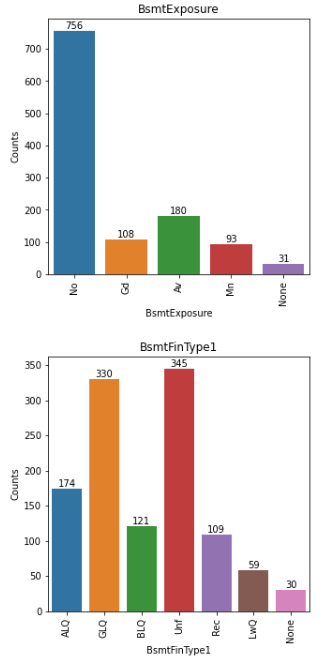 BsmtExposure
756
700
600
500
400
300
200
100
0
Counts
108
180
93
31
No
Gd
Av
Mn
None
BsmtExposure
BsmtFinType1
350
300
250
200
150
100
50
0
Counts
174
330
121
345
109
59
30
ALQ
GLQ
BLQ
Unf
Rec
LwQ
None
BsmtFinType1